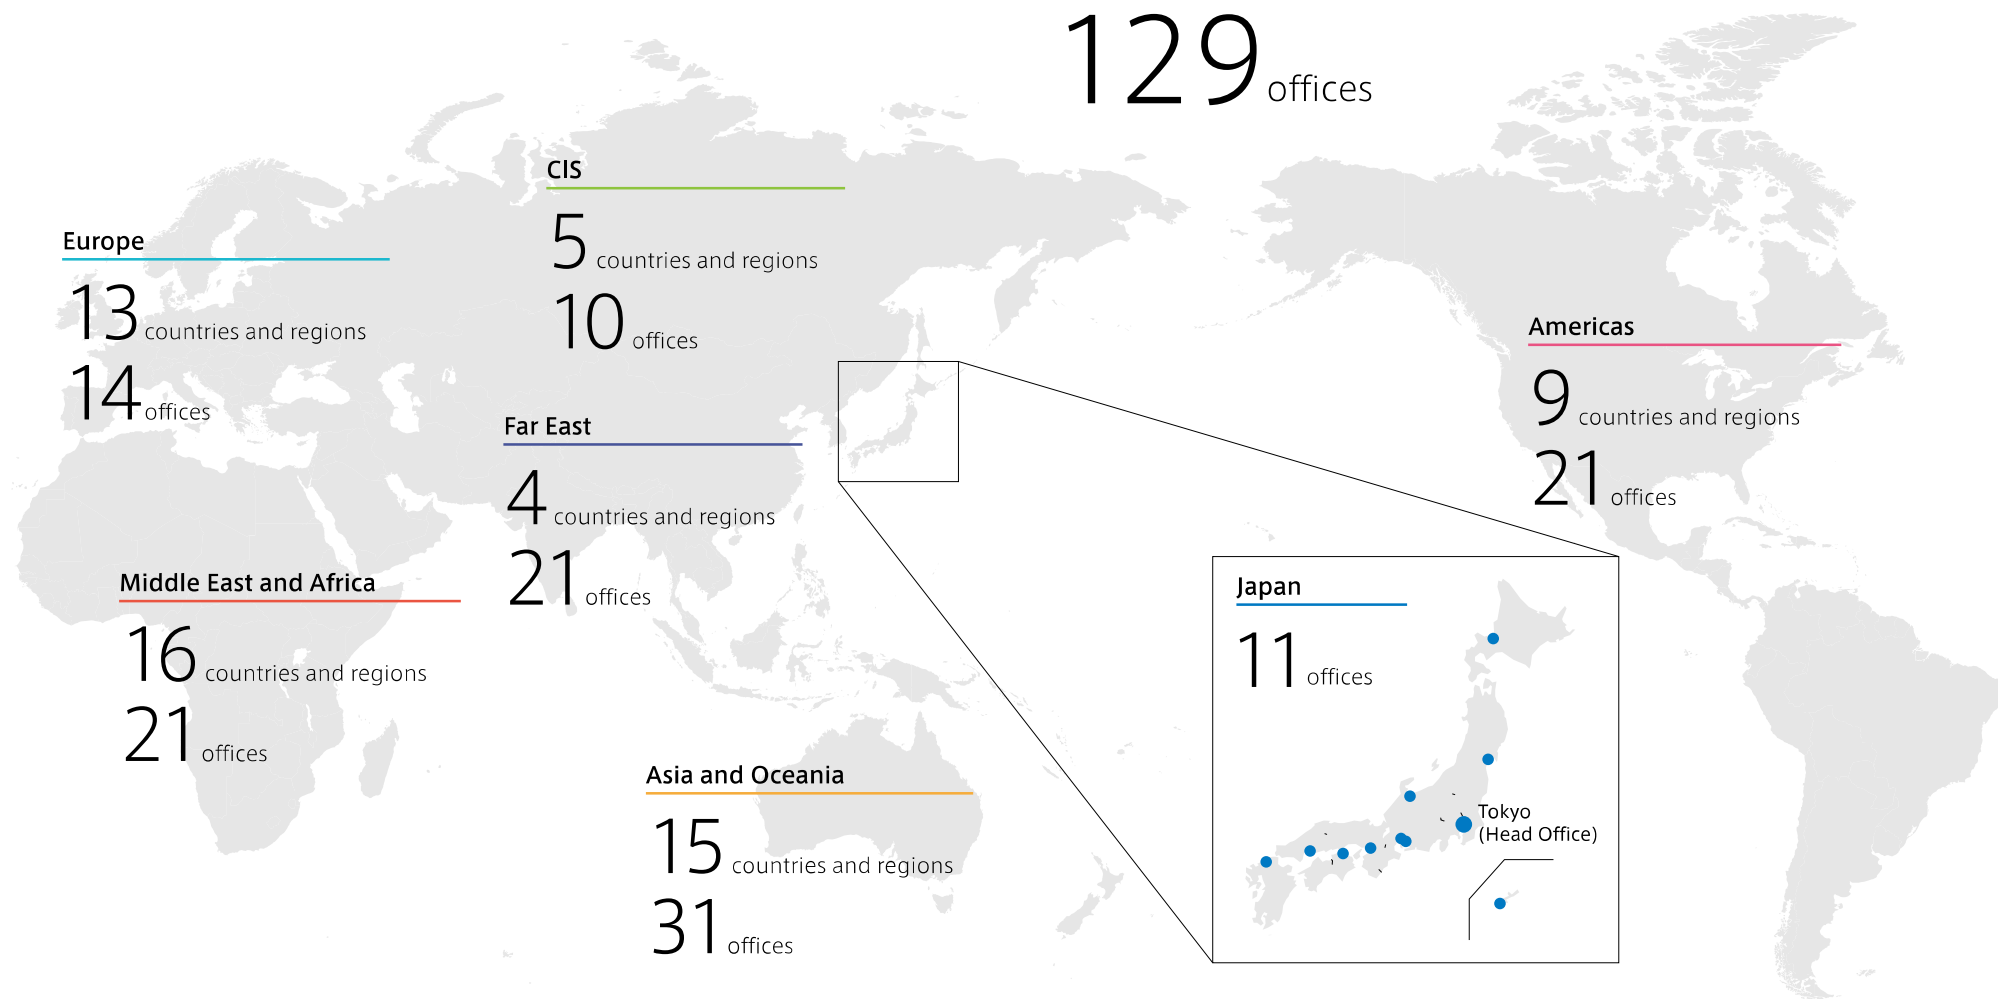 129 offices
CIS
5 countries and regions
10 offices
Europe
13 countries and regions
14 offices
Americas
9 countries and regions
21 offices
Far East
4 countries and regions
21 offices
Middle East and Africa
16 countries and regions
21 offices
Japan
11 offices
Tokyo
(Head Office)
Asia and Oceania
15 countries and regions
31 offices